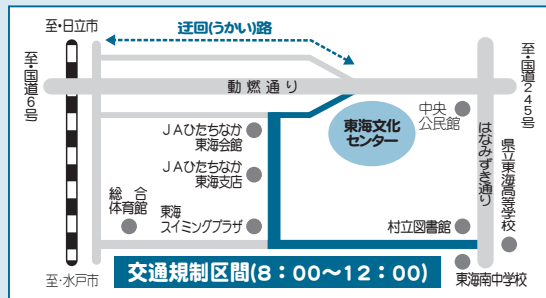 至・日立市
迂回(うかい)路
至・国道6号
動燃通り
至・国道245号
中央
公民館
東海文化
センター
はなみずき通り
県立東海高等学校
JAひたちなか
東海会館
JAひたちなか
東海支店
総合
体育館
東海
スイミングプラザ
村立図書館
東海南中学校
至・水戸市
交通規制区間(8:00〜12:00)